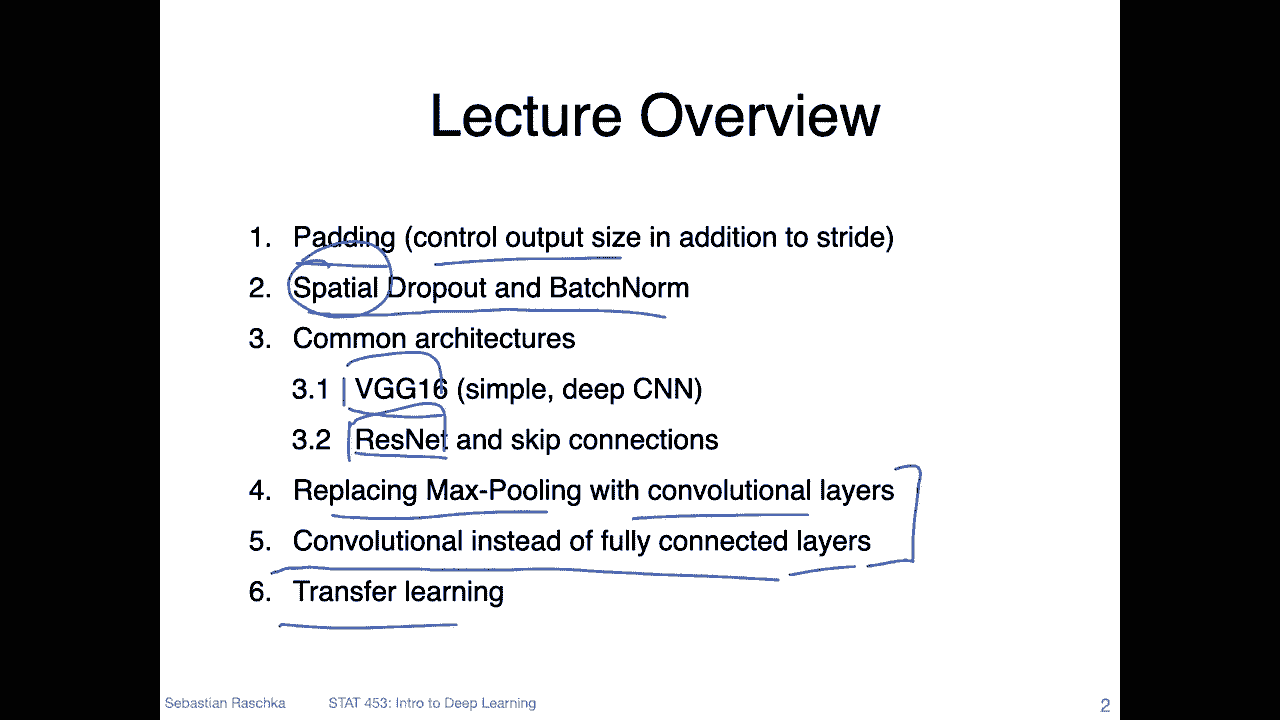 Lecture Overview
1. Padding (control output size in addition to stride)
2. Spatial Dropout and BatchNorm
3. Common architectures
3.1 VGG16 (simple, deep CNN)
3.2 ResNet and skip connections
4. Replacing Max-Pooling with convolutional layers
5. Convolutional instead of fully connected layers
6. Transfer learning
Sebastian Raschka STAT 453: Intro to Deep Learning 2